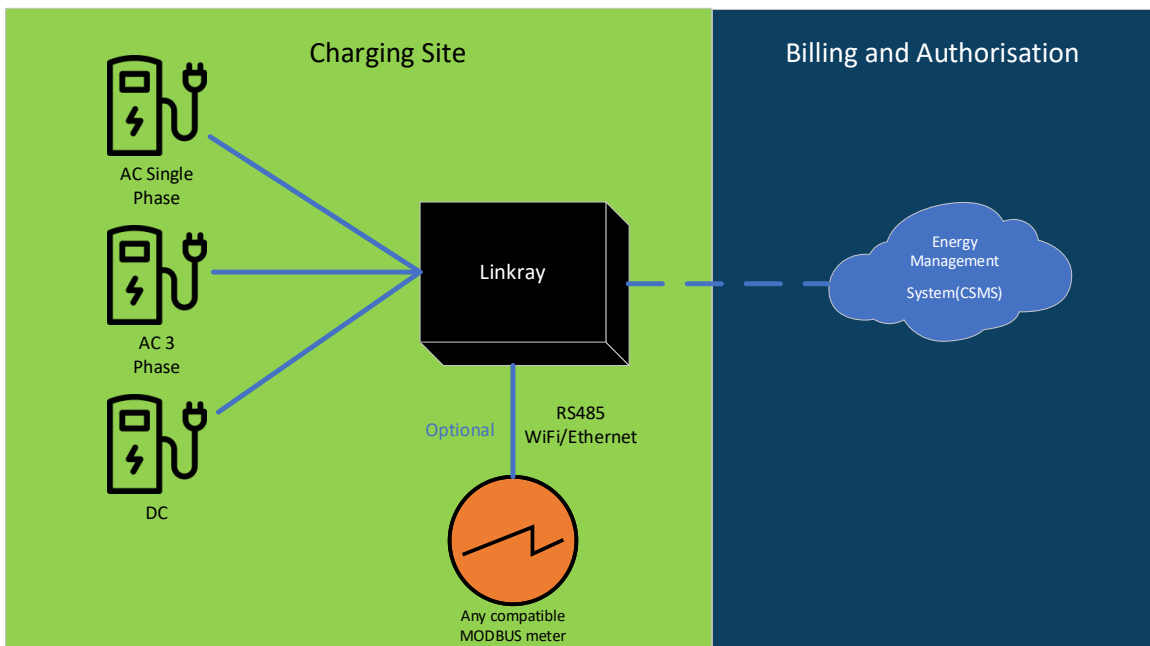 Charging Site
Billing and Authorisation
AC Single
Phase
AC 3
Phase
DC
Linkray
Energy
Management
System(CSMS)
Optional
RS485
WiFi/Ethernet
Any compatible
MODBUS meter